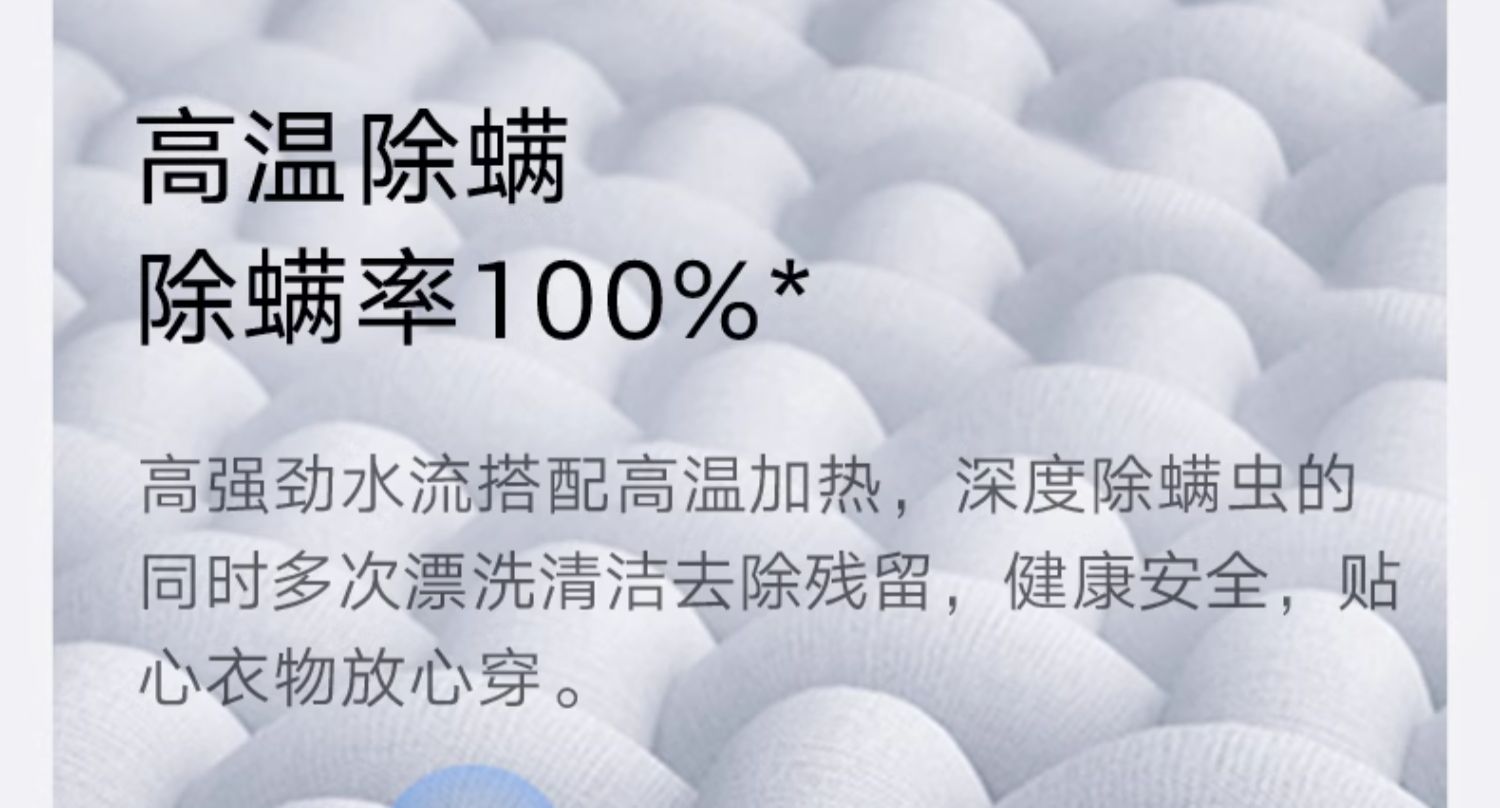 高温除螨
除螨率100%*
高强劲水流搭配高温加热，深度除螨虫的
同时多次漂洗清洁去除残留，健康安全，贴
心衣物放心穿。